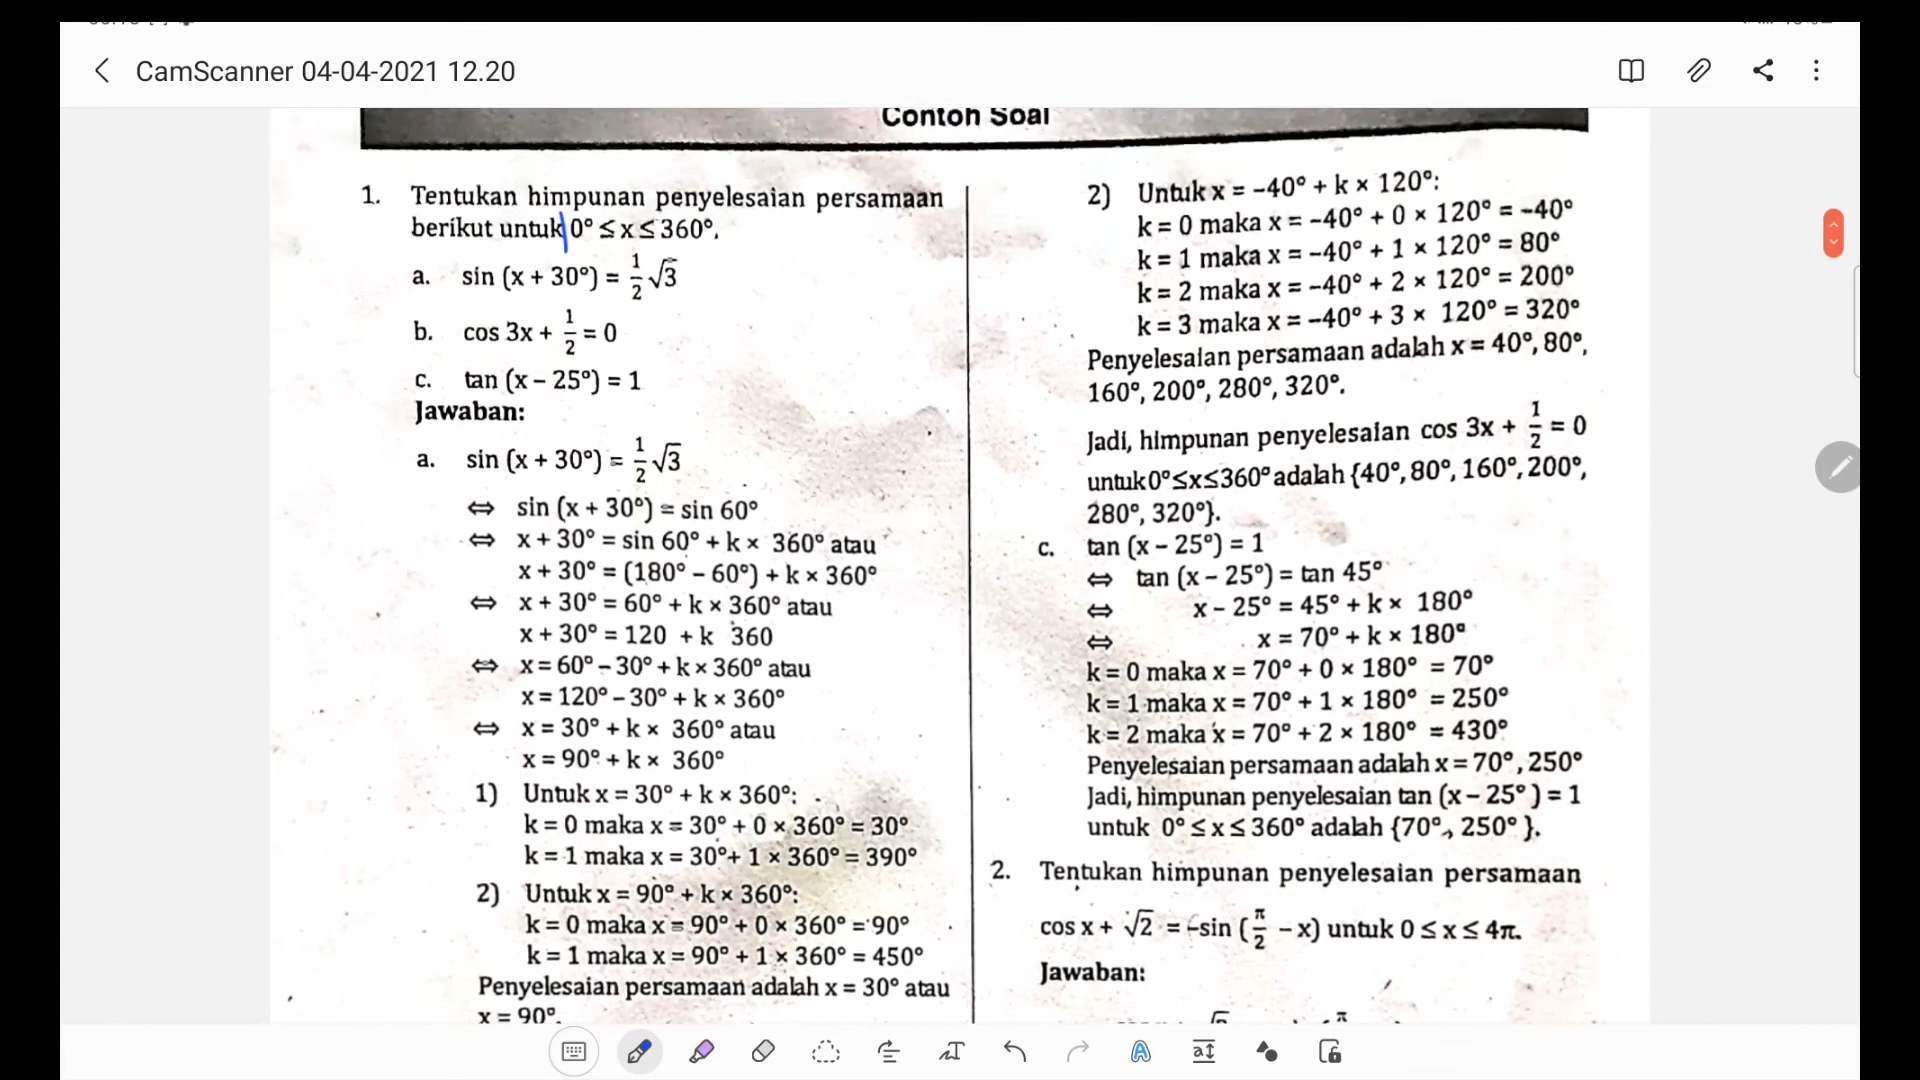 CamScanner 04-04-2021 12.20
Contoh Soal
1. Tentukan himpunan penyelesaian persamaan
berikut untuk 0° ≤ x ≤ 360°.
a. sin (x + 30°) = 1/2 √3
b. cos 3x + 1/2 = 0
c. tan (x – 25°) = 1
Jawaban:
a. sin (x + 30°) = 1/2 √3
⇔ sin (x + 30°) = sin 60°
⇔ x + 30° = sin 60° + k × 360° atau
x + 30° = (180° – 60°) + k × 360°
⇔ x + 30° = 60° + k × 360° atau
x + 30° = 120 + k 360
⇔ x = 60° – 30° + k × 360° atau
x = 120° – 30° + k × 360°
⇔ x = 30° + k × 360° atau
x = 90° + k × 360°
1) Untuk x = 30° + k × 360°:
k = 0 maka x = 30° + 0 × 360° = 30°
k = 1 maka x = 30° + 1 × 360° = 390°
2) Untuk x = 90° + k × 360°:
k = 0 maka x = 90° + 0 × 360° = 90°
k = 1 maka x = 90° + 1 × 360° = 450°
Penyelesaian persamaan adalah x = 30° atau
x = 90°.
2) Untuk x = –40° + k × 120°:
k = 0 maka x = –40° + 0 × 120° = –40°
k = 1 maka x = –40° + 1 × 120° = 80°
k = 2 maka x = –40° + 2 × 120° = 200°
k = 3 maka x = –40° + 3 × 120° = 320°
Penyelesaian persamaan adalah x = 40°, 80°,
160°, 200°, 280°, 320°.
Jadi, himpunan penyelesaian cos 3x + 1/2 = 0
untuk 0°≤x≤360° adalah {40°, 80°, 160°, 200°,
280°, 320°}.
c. tan (x – 25°) = 1
⇔ tan (x – 25°) = tan 45°
⇔ x – 25° = 45° + k × 180°
⇔ x = 70° + k × 180°
k = 0 maka x = 70° + 0 × 180° = 70°
k = 1 maka x = 70° + 1 × 180° = 250°
k = 2 maka x = 70° + 2 × 180° = 430°
Penyelesaian persamaan adalah x = 70°, 250°
Jadi, himpunan penyelesaian tan (x – 25°) = 1
untuk 0° ≤ x ≤ 360° adalah {70°, 250°}.
2. Tentukan himpunan penyelesaian persamaan
cos x + √2 = –sin (π/2 – x) untuk 0 ≤ x ≤ 4π.
Jawaban: